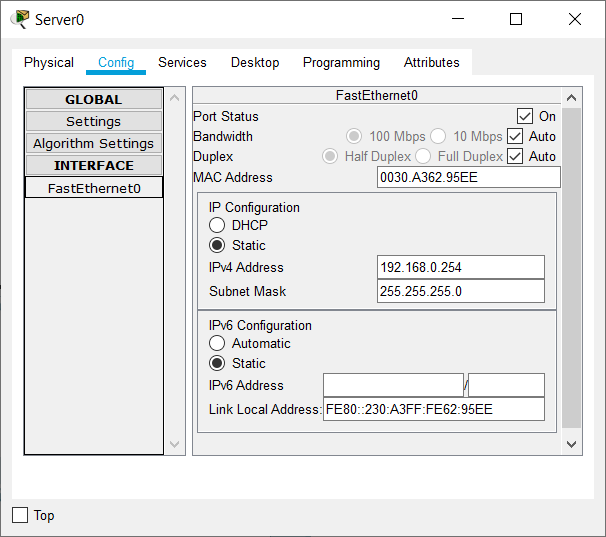 Server0
Physical Config Services Desktop Programming Attributes
GLOBAL
Settings
Algorithm Settings
INTERFACE
FastEthernet0
FastEthernet0
Port Status On
Bandwidth 100 Mbps 10 Mbps Auto
Duplex Half Duplex Full Duplex Auto
MAC Address 0030.A362.95EE
IP Configuration
DHCP
Static
IPv4 Address 192.168.0.254
Subnet Mask 255.255.255.0
IPv6 Configuration
Automatic
Static
IPv6 Address /
Link Local Address: FE80::230:A3FF:FE62:95EE
Top